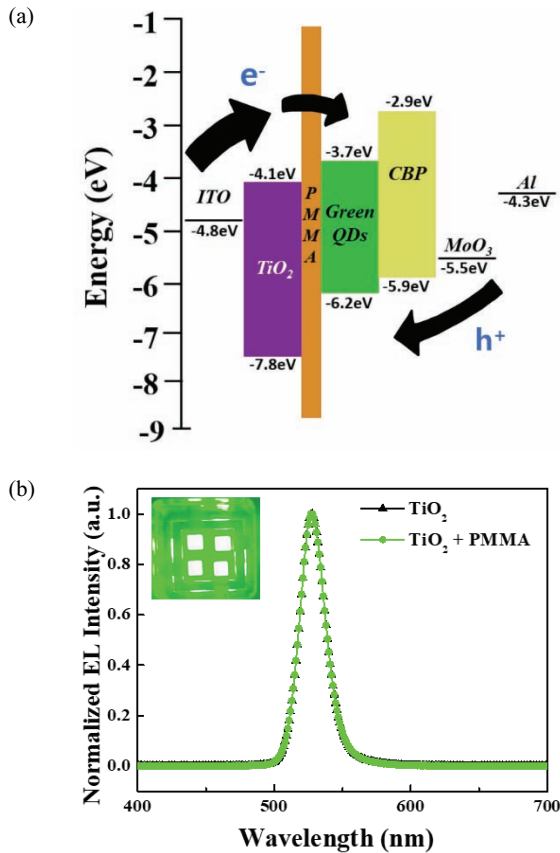 (a)
-1
-2
-3
-4
-5
-6
-7
-8
-9
Energy (eV)
e-
-4.1eV
ITO
-4.8eV
TiO2
-7.8eV
PMMA
-3.7eV
Green
QDs
-6.2eV
-2.9eV
CBP
-5.9eV
MoO3
-5.5eV
Al
-4.3eV
h+
(b)
TiO2
TiO2 + PMMA
Normalized EL Intensity (a.u.)
1.0
0.8
0.6
0.4
0.2
0.0
400 500 600 700
Wavelength (nm)